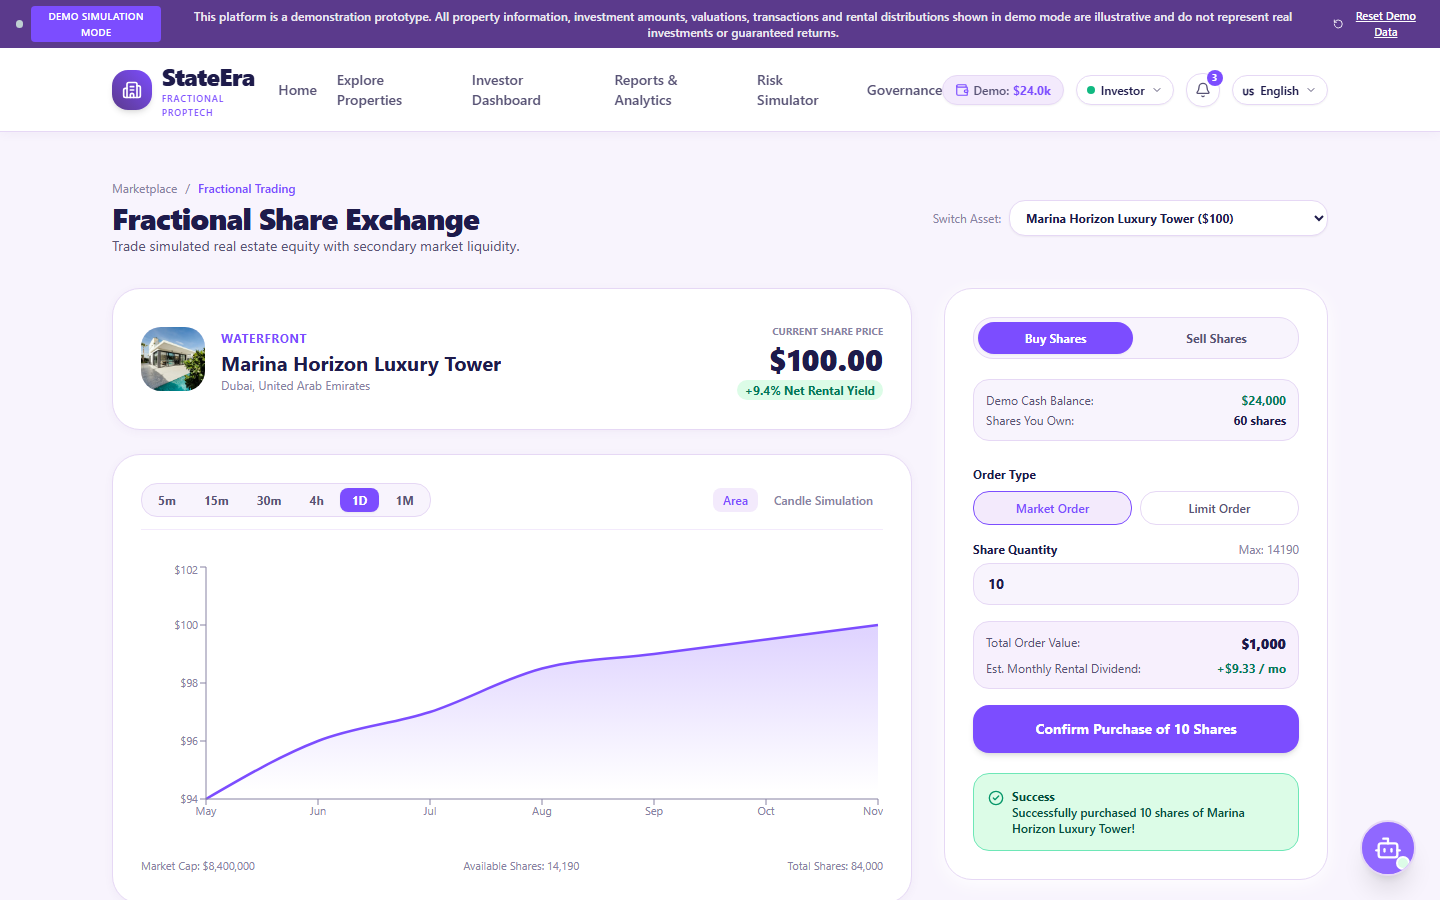 DEMO SIMULATION
MODE
This platform is a demonstration prototype. All property information, investment amounts, valuations, transactions and rental distributions shown in demo mode are illustrative and do not represent real
investments or guaranteed returns.
Reset Demo
Data
StateEra
FRACTIONAL
PROPTECH
Home
Explore
Properties
Investor
Dashboard
Reports &
Analytics
Risk
Simulator
Governance
Demo: $24.0k
Investor
3
us English
Marketplace / Fractional Trading
Fractional Share Exchange
Trade simulated real estate equity with secondary market liquidity.
Switch Asset:
Marina Horizon Luxury Tower ($100)
WATERFRONT
Marina Horizon Luxury Tower
Dubai, United Arab Emirates
CURRENT SHARE PRICE
$100.00
+9.4% Net Rental Yield
5m 15m 30m 4h 1D 1M
Area Candle Simulation
$102
$100
$98
$96
$94
May Jun Jul Aug Sep Oct Nov
Market Cap: $8,400,000
Available Shares: 14,190
Total Shares: 84,000
Buy Shares
Sell Shares
Demo Cash Balance: $24,000
Shares You Own: 60 shares
Order Type
Market Order
Limit Order
Share Quantity Max: 14190
10
Total Order Value: $1,000
Est. Monthly Rental Dividend: +$9.33 / mo
Confirm Purchase of 10 Shares
Success
Successfully purchased 10 shares of Marina
Horizon Luxury Tower!